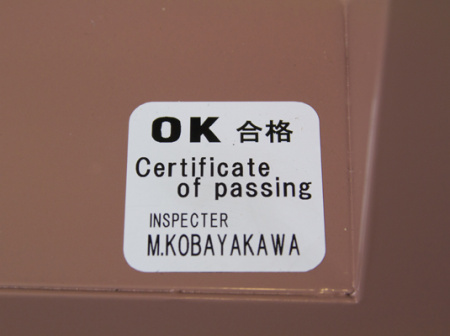 OK 合格
Certificate
of passing
INSPECTER
M.KOBAYAKAWA